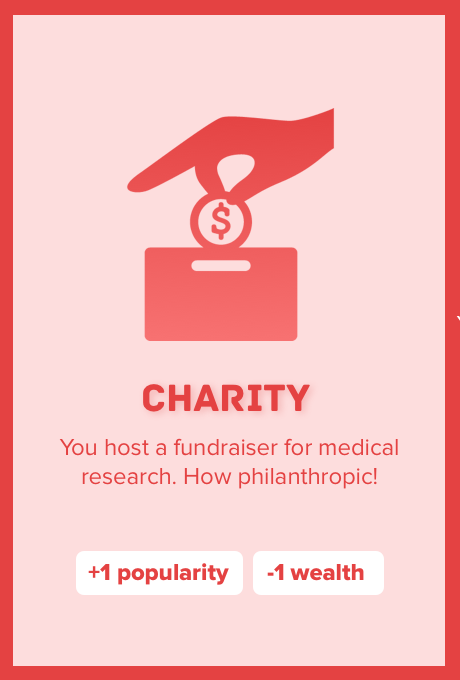 $
CHARITY
You host a fundraiser for medical
research. How philanthropic!
+1 popularity -1 wealth